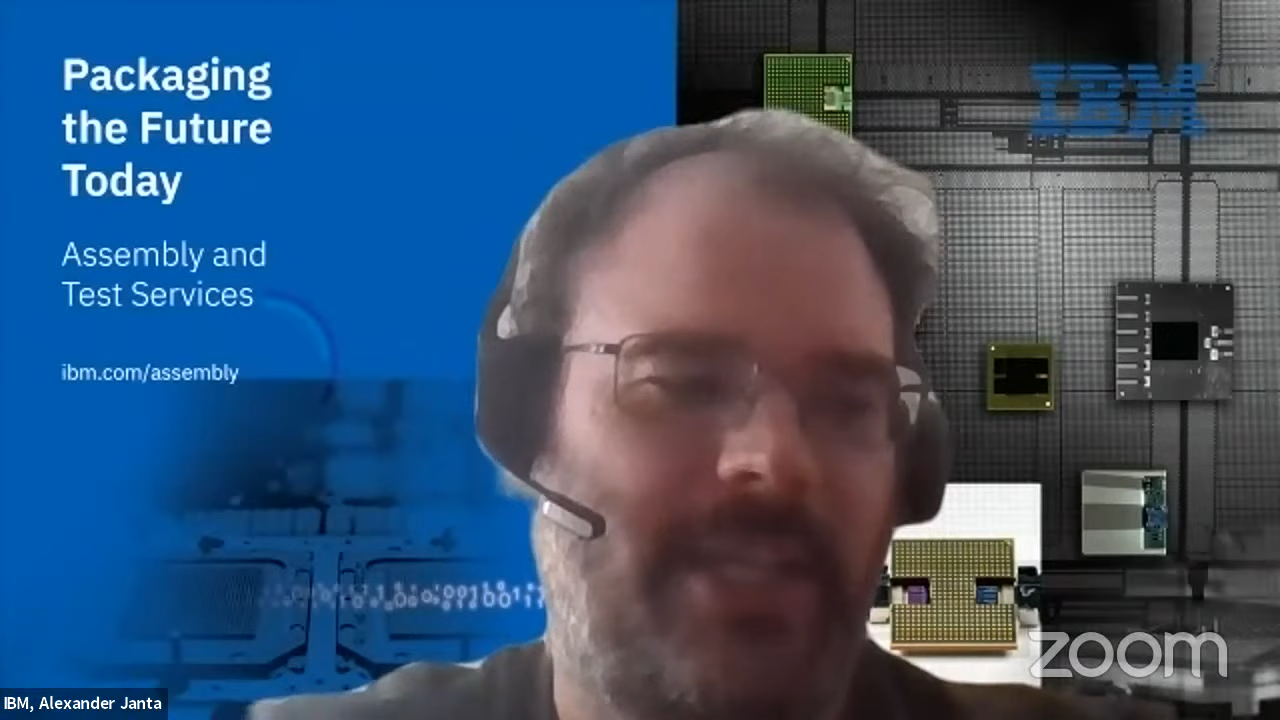 Packaging
the Future
Today
Assembly and
Test Services
ibm.com/assembly
IBM
zoom
IBM, Alexander Janta